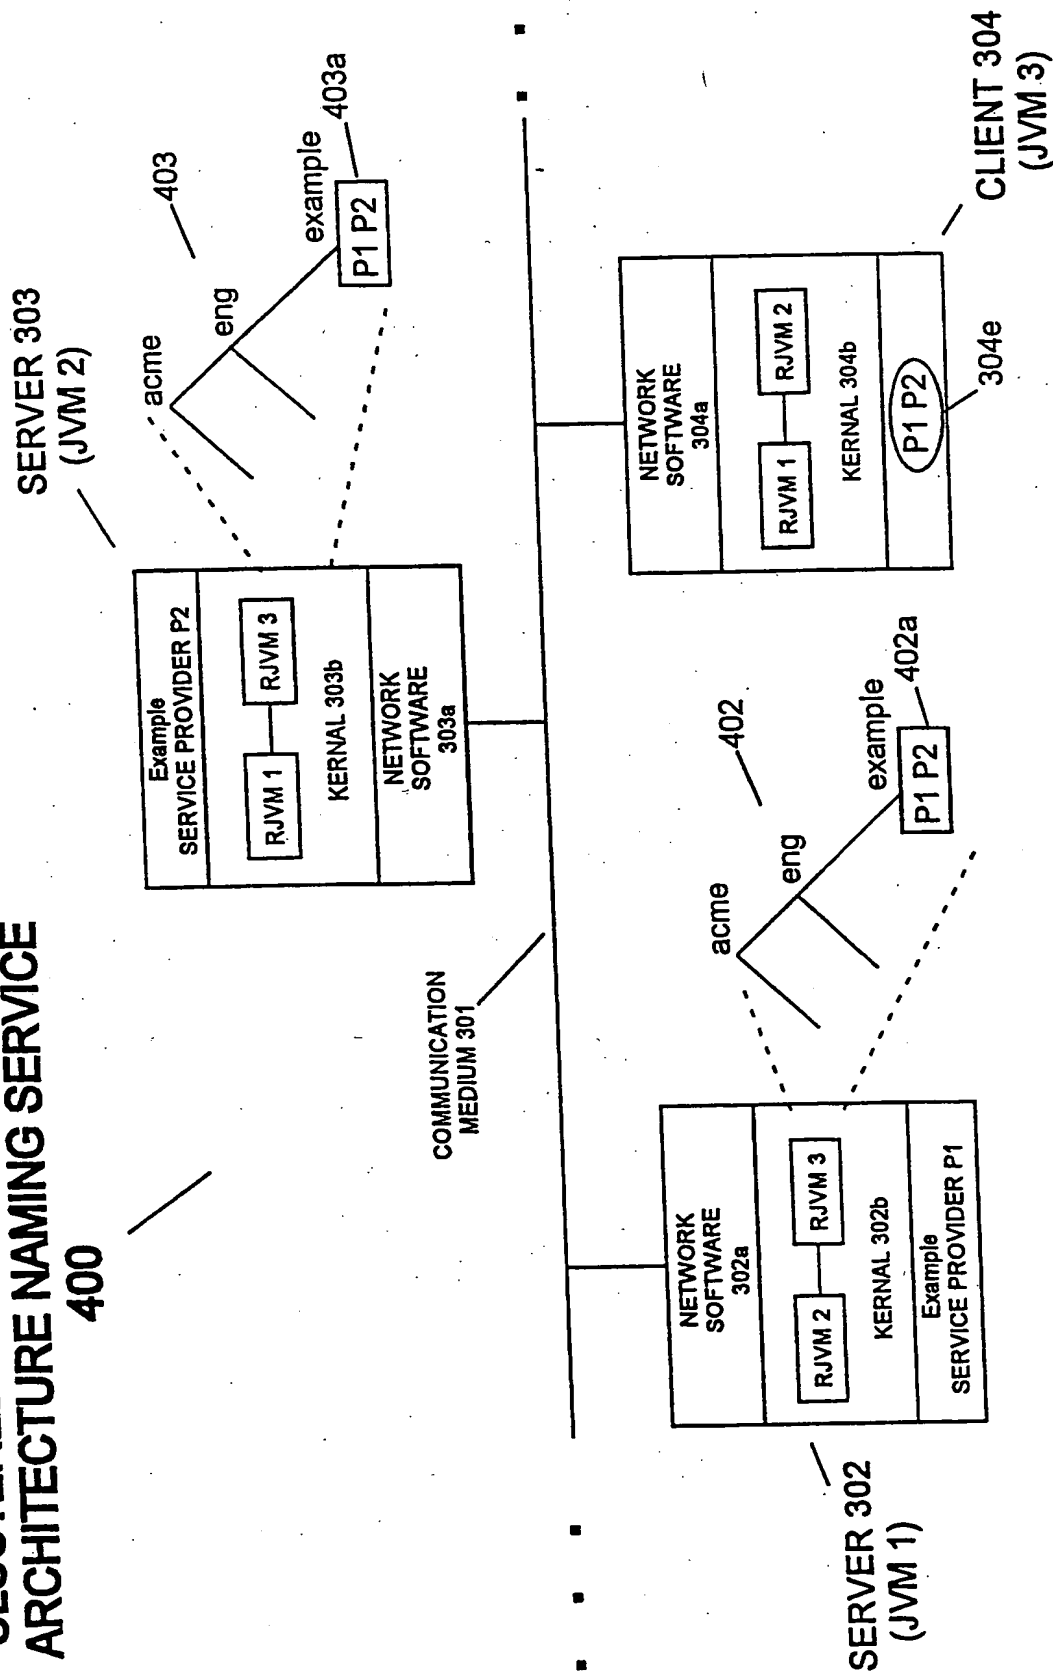 ARCHITECTURE NAMING SERVICE
400
SERVER 303
(JVM 2)
403
acme
eng
example
403a
P1 P2
Example
SERVICE PROVIDER P2
RJVM 1
RJVM 3
KERNAL 303b
NETWORK
SOFTWARE
303a
COMMUNICATION
MEDIUM 301
SERVER 302
(JVM 1)
NETWORK
SOFTWARE
302a
RJVM 2
RJVM 3
KERNAL 302b
Example
SERVICE PROVIDER P1
402
acme
eng
example
402a
P1 P2
NETWORK
SOFTWARE
304a
RJVM 1
RJVM 2
KERNAL 304b
P1 P2
304e
CLIENT 304
(JVM 3)